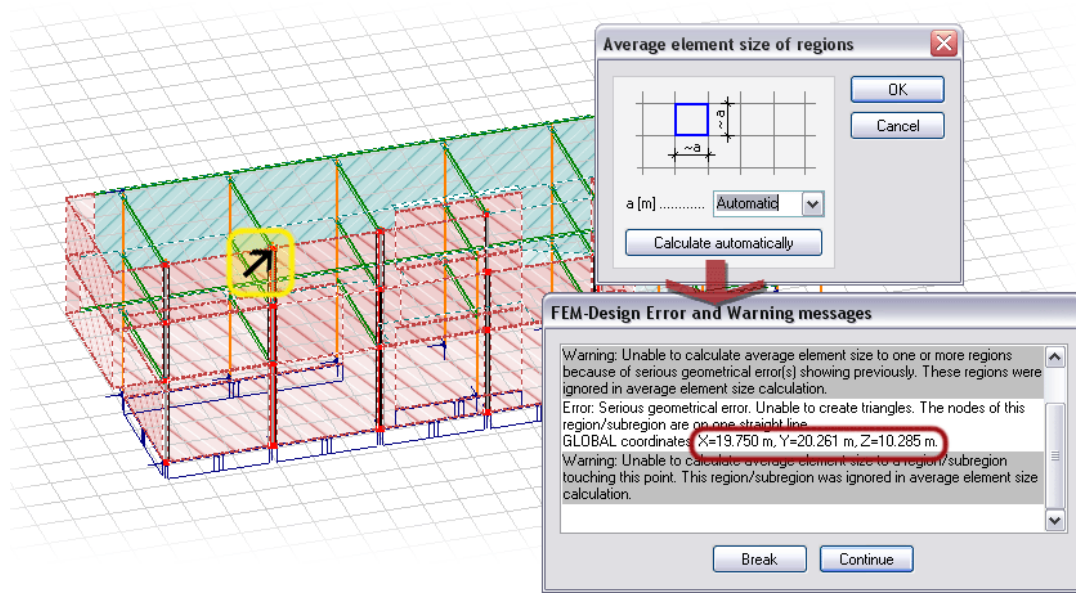 Average element size of regions
OK
Cancel
~a
~a
a [m] ............ Automatic
Calculate automatically
FEM-Design Error and Warning messages
Warning: Unable to calculate average element size to one or more regions
because of serious geometrical error(s) showing previously. These regions were
ignored in average element size calculation.
Error: Serious geometrical error. Unable to create triangles. The nodes of this
region/subregion are on one straight line.
GLOBAL coordinates: X=19.750 m, Y=20.261 m, Z=10.285 m.
Warning: Unable to calculate average element size to a region/subregion
touching this point. This region/subregion was ignored in average element size
calculation.
Break
Continue